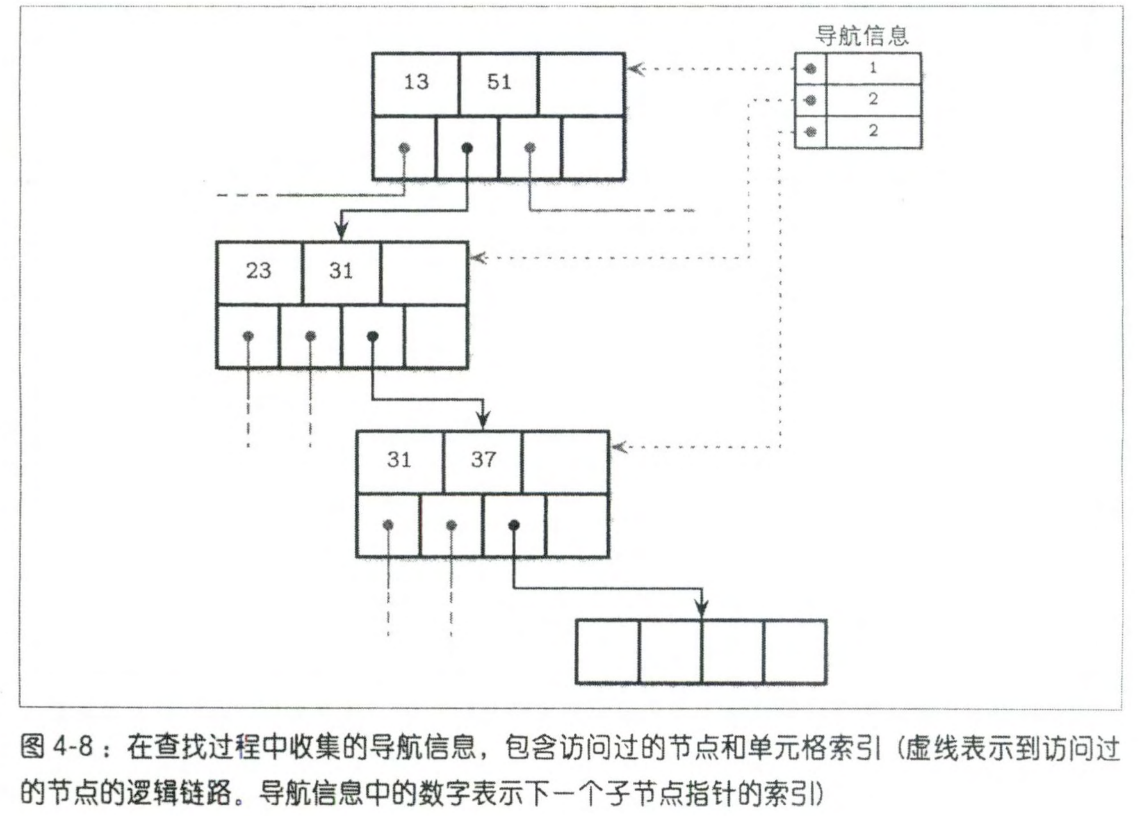 导航信息
13 51
1
2
2
23 31
31 37
图 4-8：在查找过程中收集的导航信息，包含访问过的节点和单元格索引（虚线表示到访问过
的节点的逻辑链路。导航信息中的数字表示下一个子节点指针的索引）